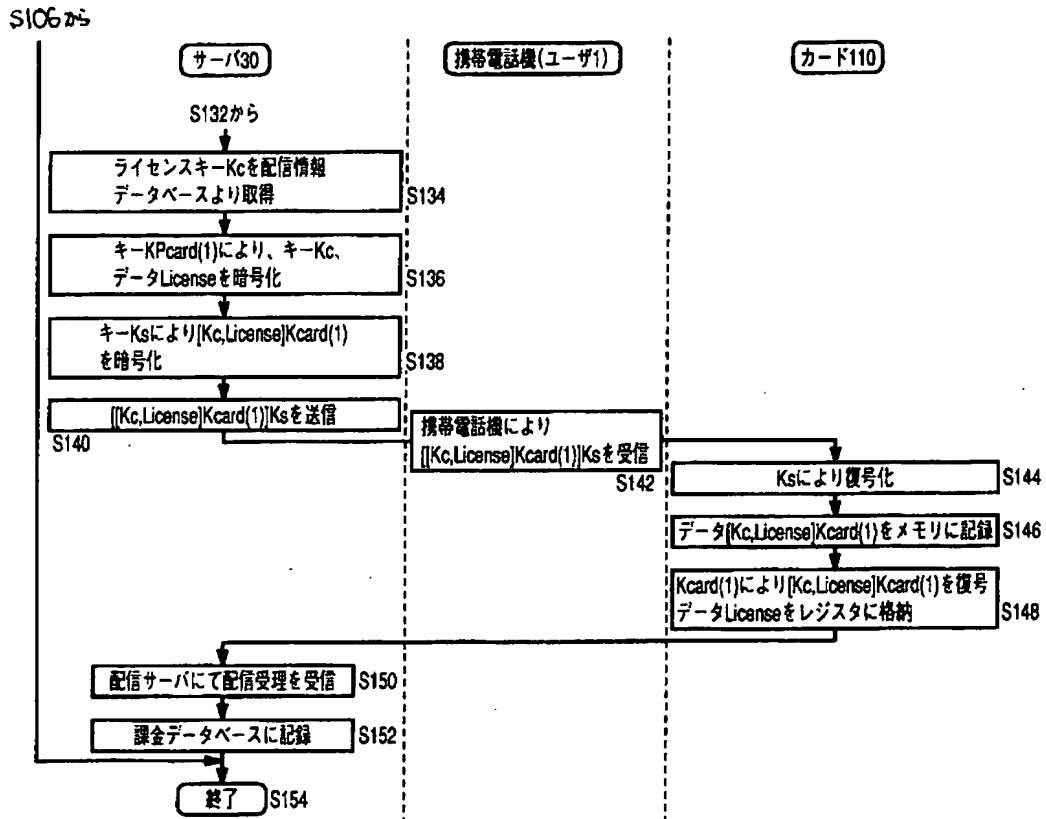 S106から
サーバ30
携帯電話機(ユーザ1)
カード110
S132から
ライセンスキーKcを配信情報
データベースより取得
S134
キーKPcard(1)により、キーKc、
データLicenseを暗号化
S136
キーKsにより[Kc,License]Kcard(1)
を暗号化
S138
[[Kc,License]Kcard(1)]Ksを送信
S140
携帯電話機により
[[Kc,License]Kcard(1)]Ksを受信
S142
Ksにより復号化
S144
データ[Kc,License]Kcard(1)をメモリに記録
S146
Kcard(1)により[Kc,License]Kcard(1)を復号
データLicenseをレジスタに格納
S148
配信サーバにて配信受理を受信
S150
課金データベースに記録
S152
終了
S154